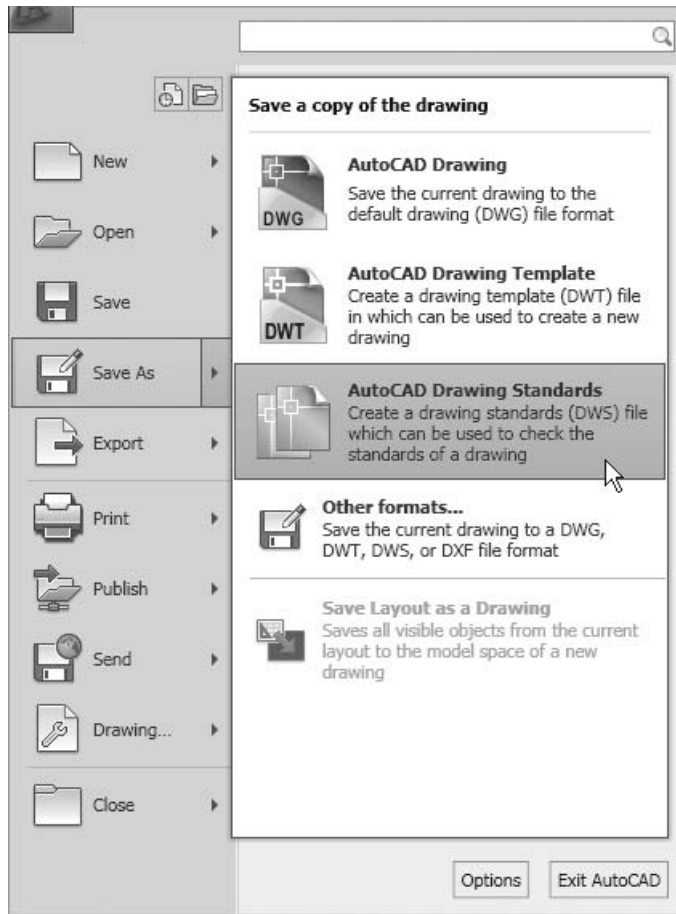 Save a copy of the drawing
New
Open
Save
Save As
Export
Print
Publish
Send
Drawing...
Close
DWG
AutoCAD Drawing
Save the current drawing to the
default drawing (DWG) file format
DWT
AutoCAD Drawing Template
Create a drawing template (DWT) file
in which can be used to create a new
drawing
AutoCAD Drawing Standards
Create a drawing standards (DWS) file
which can be used to check the
standards of a drawing
Other formats...
Save the current drawing to a DWG,
DWT, DWS, or DXF file format
Save Layout as a Drawing
Saves all visible objects from the current
layout to the model space of a new
drawing
Options
Exit AutoCAD